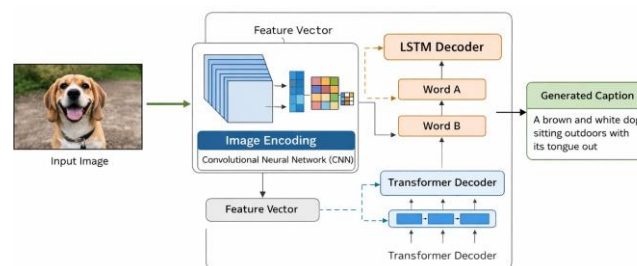 Feature Vector
Input Image
Image Encoding
Convolutional Neural Network (CNN)
Feature Vector
LSTM Decoder
Word A
Word B
Transformer Decoder
Transformer Decoder
Generated Caption
A brown and white dog
sitting outdoors with
its tongue out